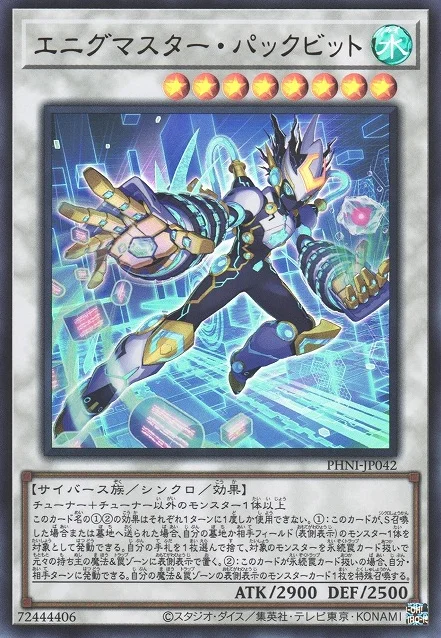 エニグマスター・パックビット
水
PHNI-JP042
【サイバース族／シンクロ／効果】
チューナー＋チューナー以外のモンスター1体以上
このカード名の①②の効果はそれぞれ1ターンに1度しか使用できない。①：このカードが、S召喚
した場合または墓地へ送られた場合、自分の墓地か相手フィールド（表側表示）のモンスター1体を
対象として発動できる。自分の手札を1枚選んで捨て、対象のモンスターを永続罠カード扱いで
元々の持ち主の魔法＆罠ゾーンに表側表示で置く。②：このカードが永続罠カード扱いの場合、自分・
相手ターンに発動できる。自分の魔法＆罠ゾーンの表側表示のモンスターカード1枚を特殊召喚する。
ATK/2900 DEF/2500
72444406
©スタジオ・ダイス／集英社・テレビ東京・KONAMI